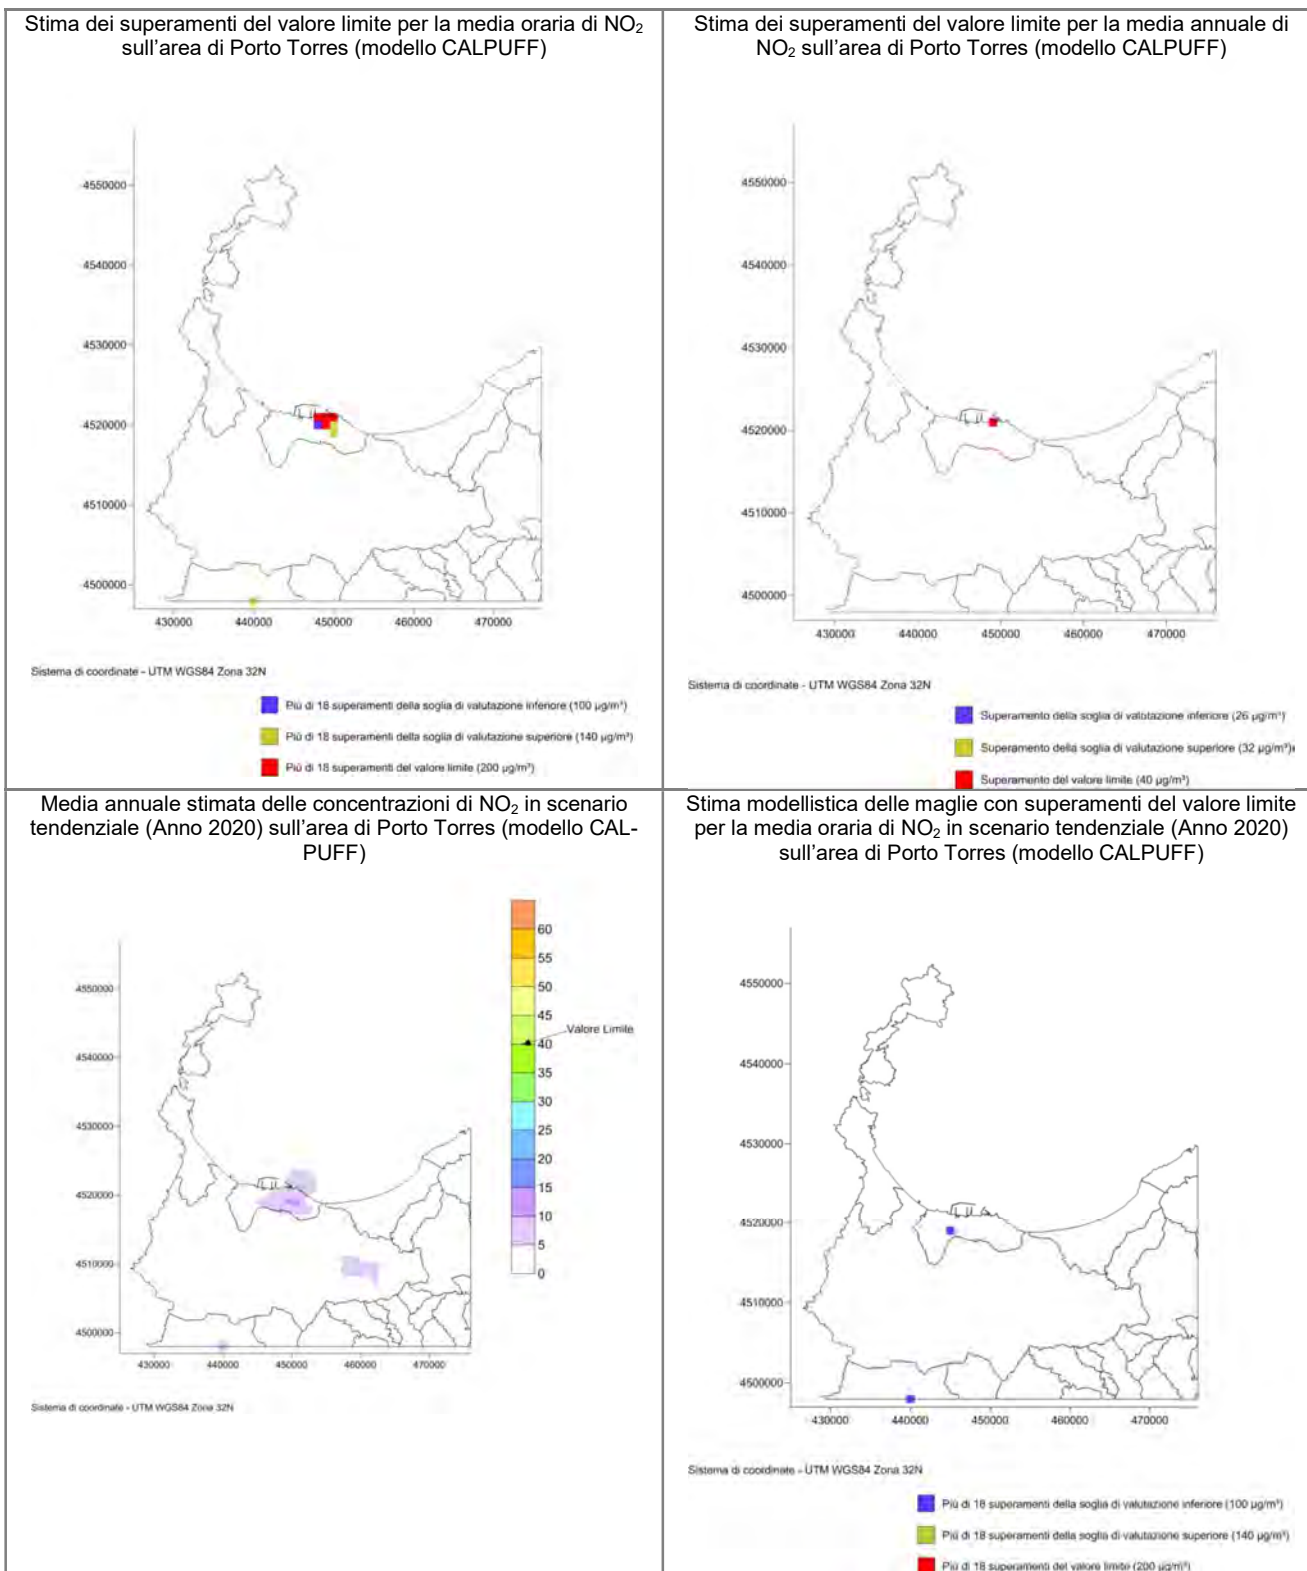 Stima dei superamenti del valore limite per la media oraria di NO₂
sull'area di Porto Torres (modello CALPUFF)
4550000
4540000
4530000
4520000
4510000
4500000
430000 440000 450000 460000 470000
Sistema di coordinate - UTM WGS84 Zona 32N
Più di 18 superamenti della soglia di valutazione inferiore (100 µg/m³)
Più di 18 superamenti della soglia di valutazione superiore (140 µg/m³)
Più di 18 superamenti del valore limite (200 µg/m³)
Stima dei superamenti del valore limite per la media annuale di
NO₂ sull'area di Porto Torres (modello CALPUFF)
4550000
4540000
4530000
4520000
4510000
4500000
430000 440000 450000 460000 470000
Sistema di coordinate - UTM WGS84 Zona 32N
Superamento della soglia di valutazione inferiore (26 µg/m³)
Superamento della soglia di valutazione superiore (32 µg/m³)
Superamento del valore limite (40 µg/m³)
Media annuale stimata delle concentrazioni di NO₂ in scenario
tendenziale (Anno 2020) sull'area di Porto Torres (modello CAL-
PUFF)
60
55
50
45
Valore Limite
40
35
30
25
20
15
10
5
0
4550000
4540000
4530000
4520000
4510000
4500000
430000 440000 450000 460000 470000
Sistema di coordinate - UTM WGS84 Zona 32N
Stima modellistica delle maglie con superamenti del valore limite
per la media oraria di NO₂ in scenario tendenziale (Anno 2020)
sull'area di Porto Torres (modello CALPUFF)
4550000
4540000
4530000
4520000
4510000
4500000
430000 440000 450000 460000 470000
Sistema di coordinate - UTM WGS84 Zona 32N
Più di 18 superamenti della soglia di valutazione inferiore (100 µg/m³)
Più di 18 superamenti della soglia di valutazione superiore (140 µg/m³)
Più di 18 superamenti del valore limite (200 µg/m³)